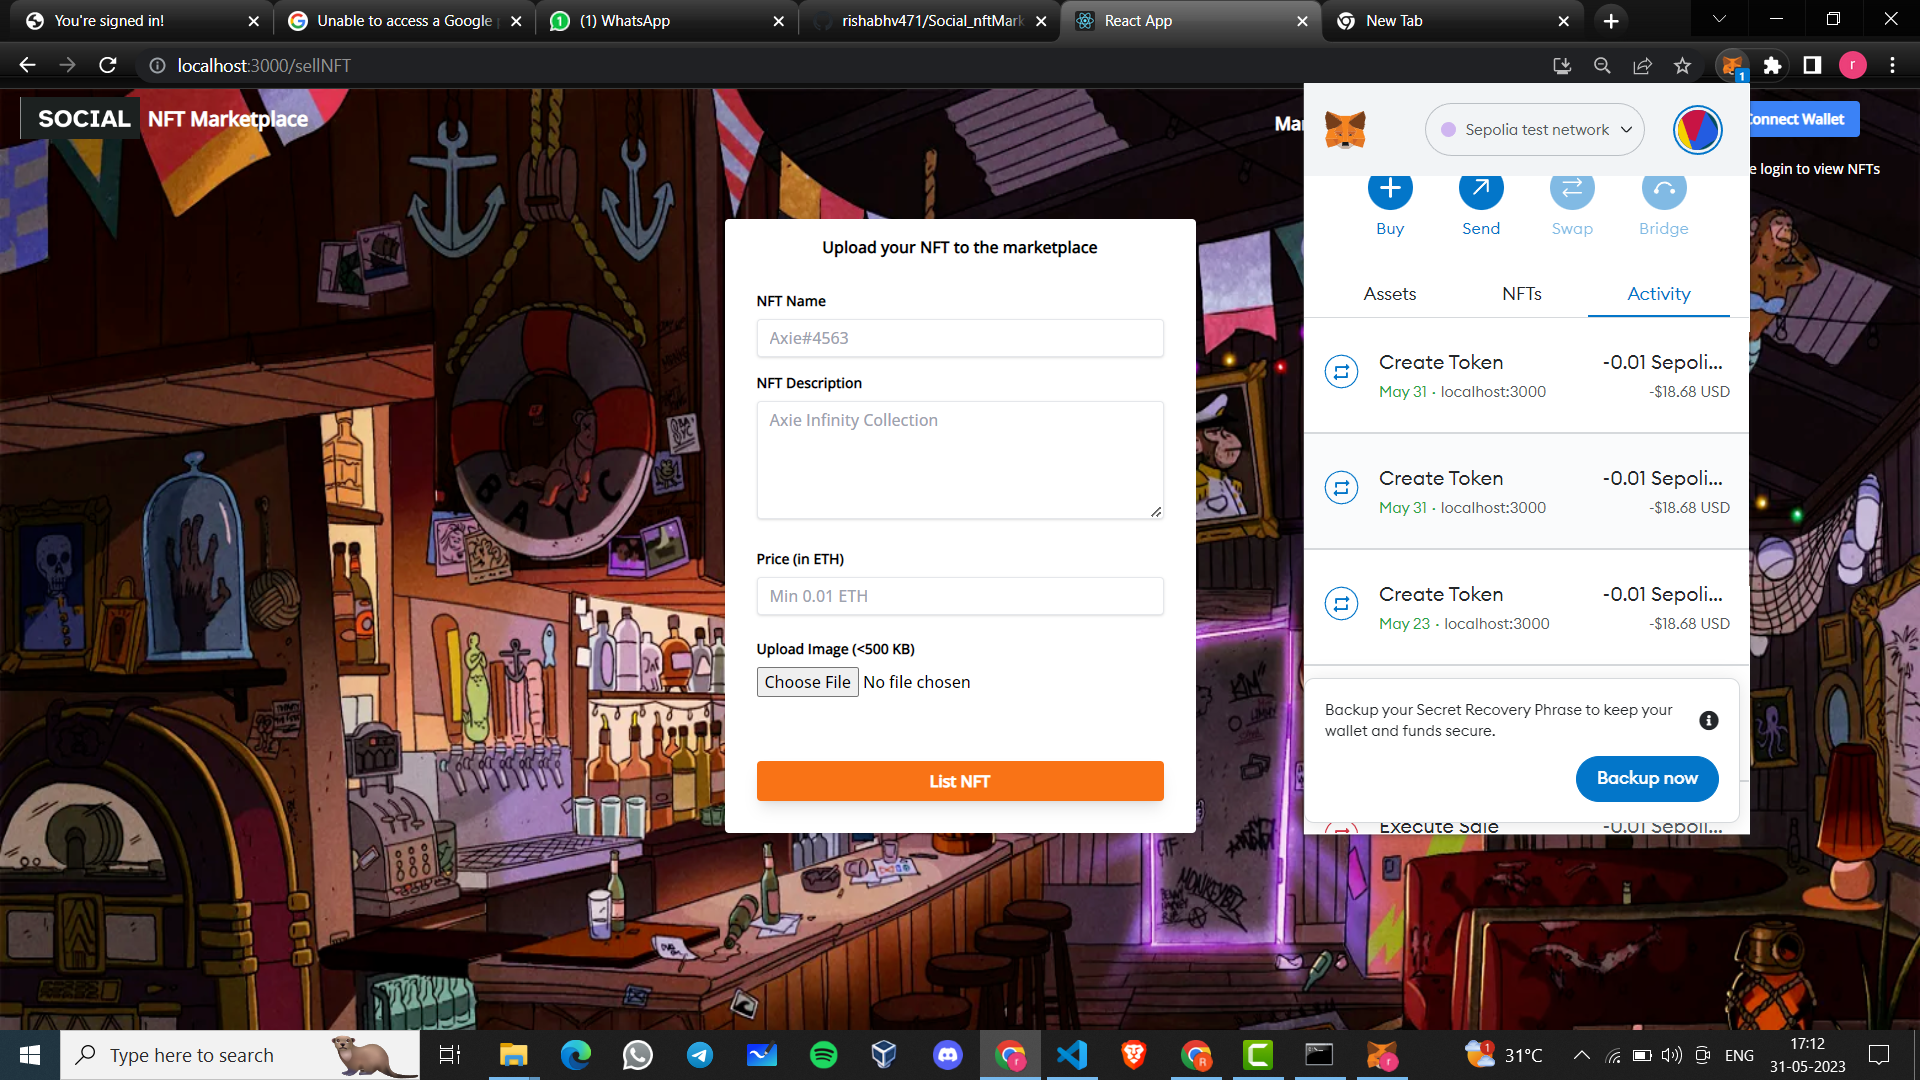 You're signed in!
Unable to access a Google
(1) WhatsApp
rishabhv471/Social_nftMark
React App
New Tab
localhost:3000/sellNFT
r
1
SOCIAL NFT Marketplace
Mar
Connect Wallet
e login to view NFTs
Sepolia test network
Buy
Send
Swap
Bridge
Assets
NFTs
Activity
Create Token
-0.01 Sepoli...
May 31 · localhost:3000
-$18.68 USD
Create Token
-0.01 Sepoli...
May 31 · localhost:3000
-$18.68 USD
Create Token
-0.01 Sepoli...
May 23 · localhost:3000
-$18.68 USD
Backup your Secret Recovery Phrase to keep your
wallet and funds secure.
Backup now
Execute Sale
-0.01 Sepoli...
Upload your NFT to the marketplace
NFT Name
Axie#4563
NFT Description
Axie Infinity Collection
Price (in ETH)
Min 0.01 ETH
Upload Image (<500 KB)
Choose File No file chosen
List NFT
BAYC
Type here to search
31°C
ENG
17:12
31-05-2023